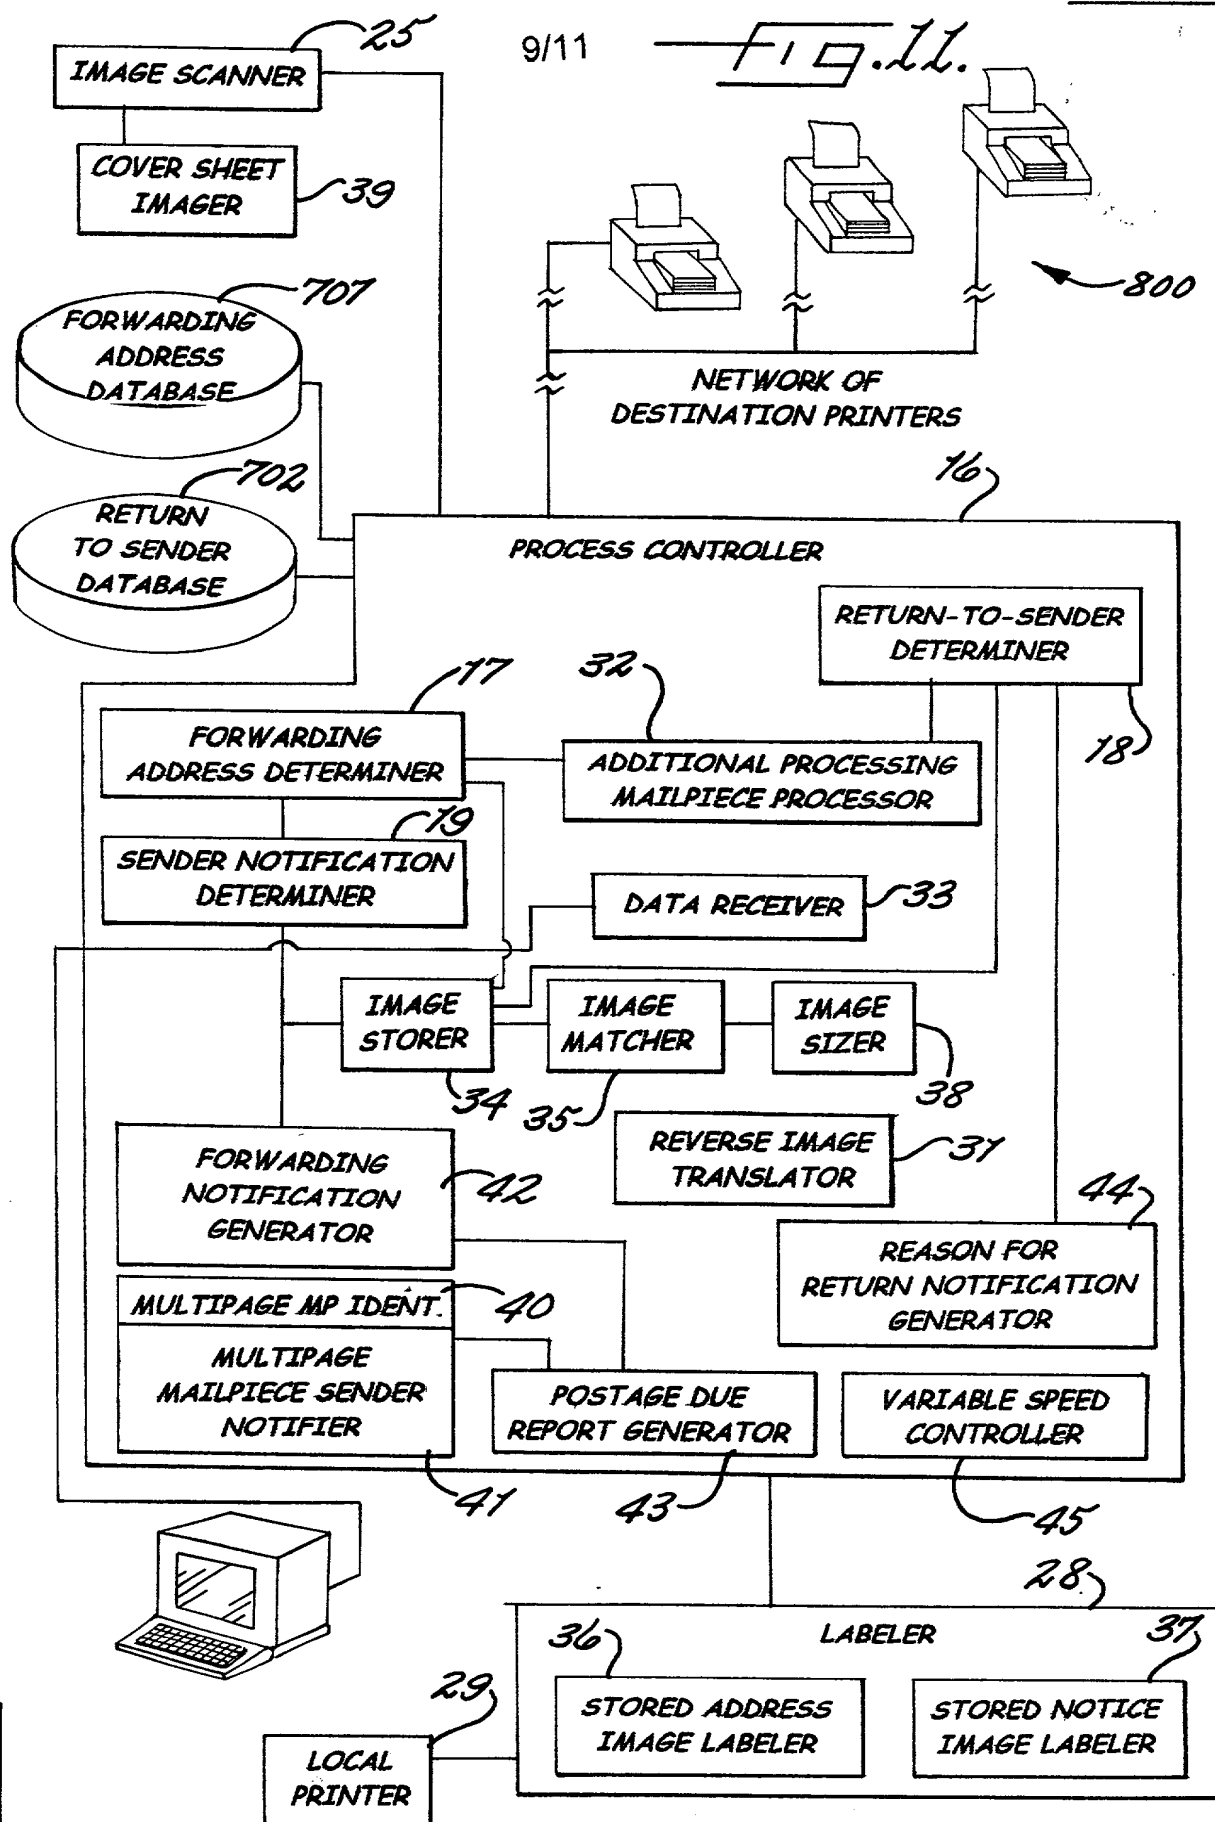 9/11
Fig. 11.
25
IMAGE SCANNER
COVER SHEET
IMAGER
39
800
707
FORWARDING
ADDRESS
DATABASE
NETWORK OF
DESTINATION PRINTERS
702
RETURN
TO SENDER
DATABASE
16
PROCESS CONTROLLER
RETURN-TO-SENDER
DETERMINER
18
17
FORWARDING
ADDRESS DETERMINER
32
ADDITIONAL PROCESSING
MAILPIECE PROCESSOR
19
SENDER NOTIFICATION
DETERMINER
DATA RECEIVER
33
IMAGE
STORER
34
IMAGE
MATCHER
35
IMAGE
SIZER
38
REVERSE IMAGE
TRANSLATOR
31
FORWARDING
NOTIFICATION
GENERATOR
42
44
REASON FOR
RETURN NOTIFICATION
GENERATOR
MULTIPAGE MP IDENT.
40
MULTIPAGE
MAILPIECE SENDER
NOTIFIER
41
POSTAGE DUE
REPORT GENERATOR
43
VARIABLE SPEED
CONTROLLER
45
28
LABELER
36
STORED ADDRESS
IMAGE LABELER
37
STORED NOTICE
IMAGE LABELER
29
LOCAL
PRINTER